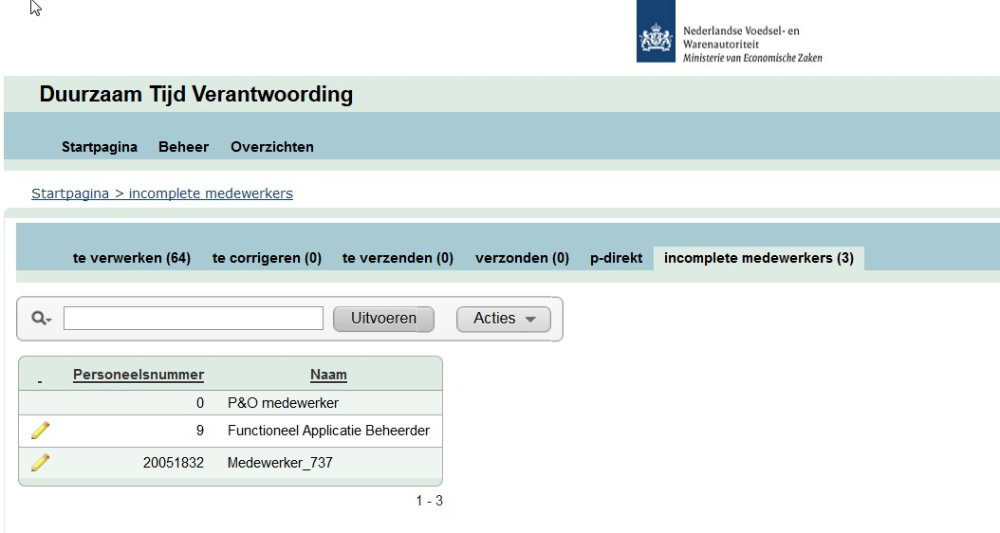 Nederlandse Voedsel- en
Warenautoriteit
Ministerie van Economische Zaken
Duurzaam Tijd Verantwoording
Startpagina Beheer Overzichten
Startpagina > incomplete medewerkers
te verwerken (64) te corrigeren (0) te verzenden (0) verzonden (0) p-direkt incomplete medewerkers (3)
Uitvoeren Acties
- Personeelsnummer Naam
0 P&O medewerker
9 Functioneel Applicatie Beheerder
20051832 Medewerker_737
1 - 3